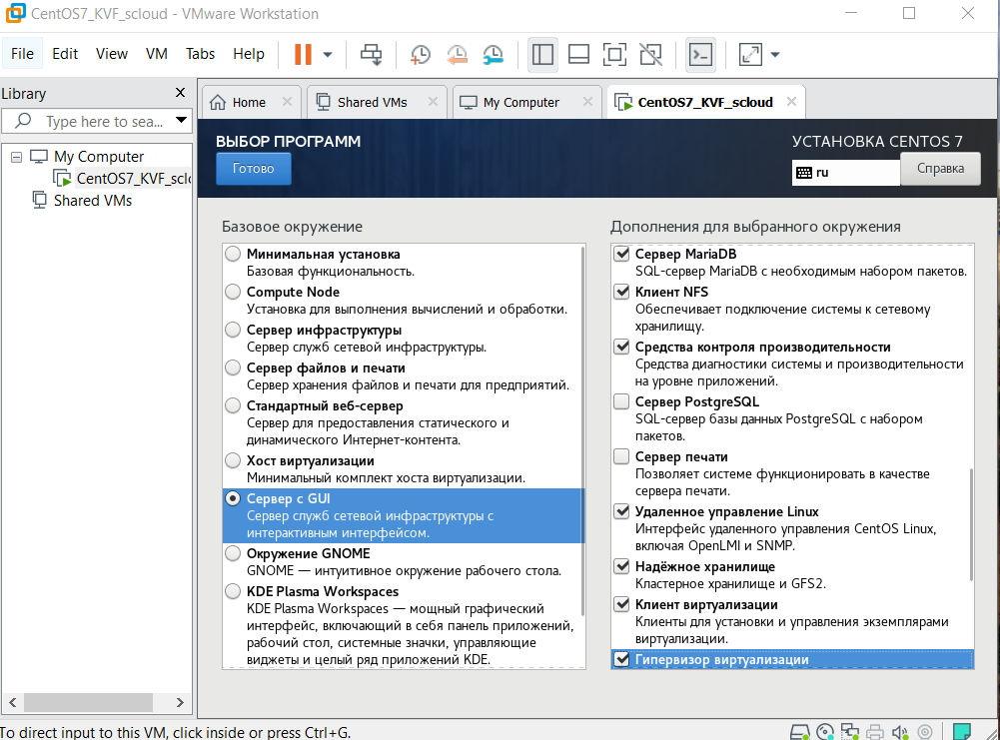 CentOS7_KVF_scloud - VMware Workstation
File Edit View VM Tabs Help
Library
Type here to sea...
My Computer
CentOS7_KVF_scl
Shared VMs
Home
Shared VMs
My Computer
CentOS7_KVF_scloud
ВЫБОР ПРОГРАММ
Готово
УСТАНОВКА CENTOS 7
ru
Справка
Базовое окружение
Минимальная установка
Базовая функциональность.
Compute Node
Установка для выполнения вычислений и обработки.
Сервер инфраструктуры
Сервер служб сетевой инфраструктуры.
Сервер файлов и печати
Сервер хранения файлов и печати для предприятий.
Стандартный веб-сервер
Сервер для предоставления статического и
динамического Интернет-контента.
Хост виртуализации
Минимальный комплект хоста виртуализации.
Сервер с GUI
Сервер служб сетевой инфраструктуры с
интерактивным интерфейсом.
Окружение GNOME
GNOME — интуитивное окружение рабочего стола.
KDE Plasma Workspaces
KDE Plasma Workspaces — мощный графический
интерфейс, включающий в себя панель приложений,
рабочий стол, системные значки, управляющие
виджеты и целый ряд приложений KDE.
Дополнения для выбранного окружения
Сервер MariaDB
SQL-сервер MariaDB с необходимым набором пакетов.
Клиент NFS
Обеспечивает подключение системы к сетевому
хранилищу.
Средства контроля производительности
Средства диагностики системы и производительности
на уровне приложений.
Сервер PostgreSQL
SQL-сервер базы данных PostgreSQL с набором
пакетов.
Сервер печати
Позволяет системе функционировать в качестве
сервера печати.
Удаленное управление Linux
Интерфейс удаленного управления CentOS Linux,
включая OpenLMI и SNMP.
Надёжное хранилище
Кластерное хранилище и GFS2.
Клиент виртуализации
Клиенты для установки и управления экземплярами
виртуализации.
Гипервизор виртуализации
To direct input to this VM, click inside or press Ctrl+G.